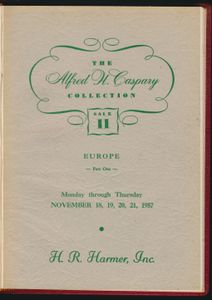 THE
Alfred H. Caspary
COLLECTION
SALE
11
EUROPE
— Part One —
Monday through Thursday
NOVEMBER 18, 19, 20, 21, 1957
H. R. Harmer, Inc.